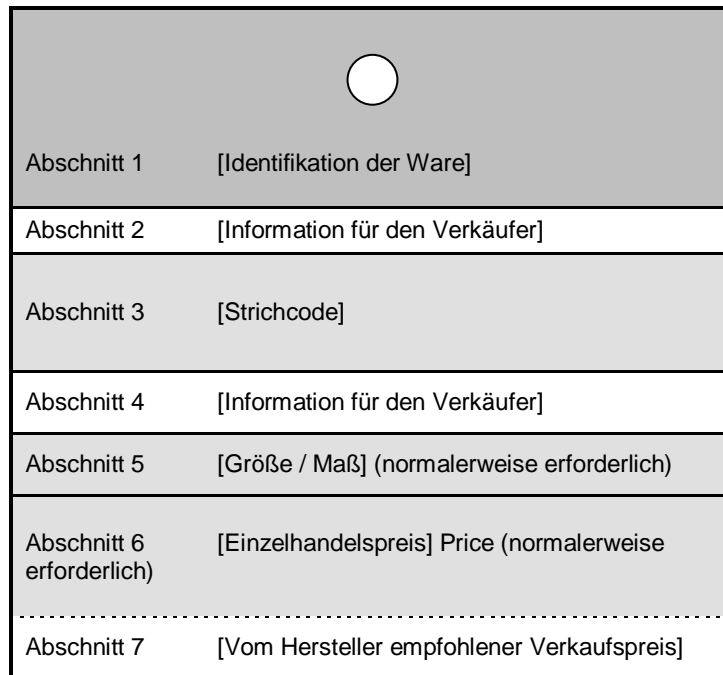 Abschnitt 1 [Identifikation der Ware]
Abschnitt 2 [Information für den Verkäufer]
Abschnitt 3 [Strichcode]
Abschnitt 4 [Information für den Verkäufer]
Abschnitt 5 [Größe / Maß] (normalerweise erforderlich)
Abschnitt 6 [Einzelhandelspreis] Price (normalerweise
erforderlich)
Abschnitt 7 [Vom Hersteller empfohlener Verkaufspreis]